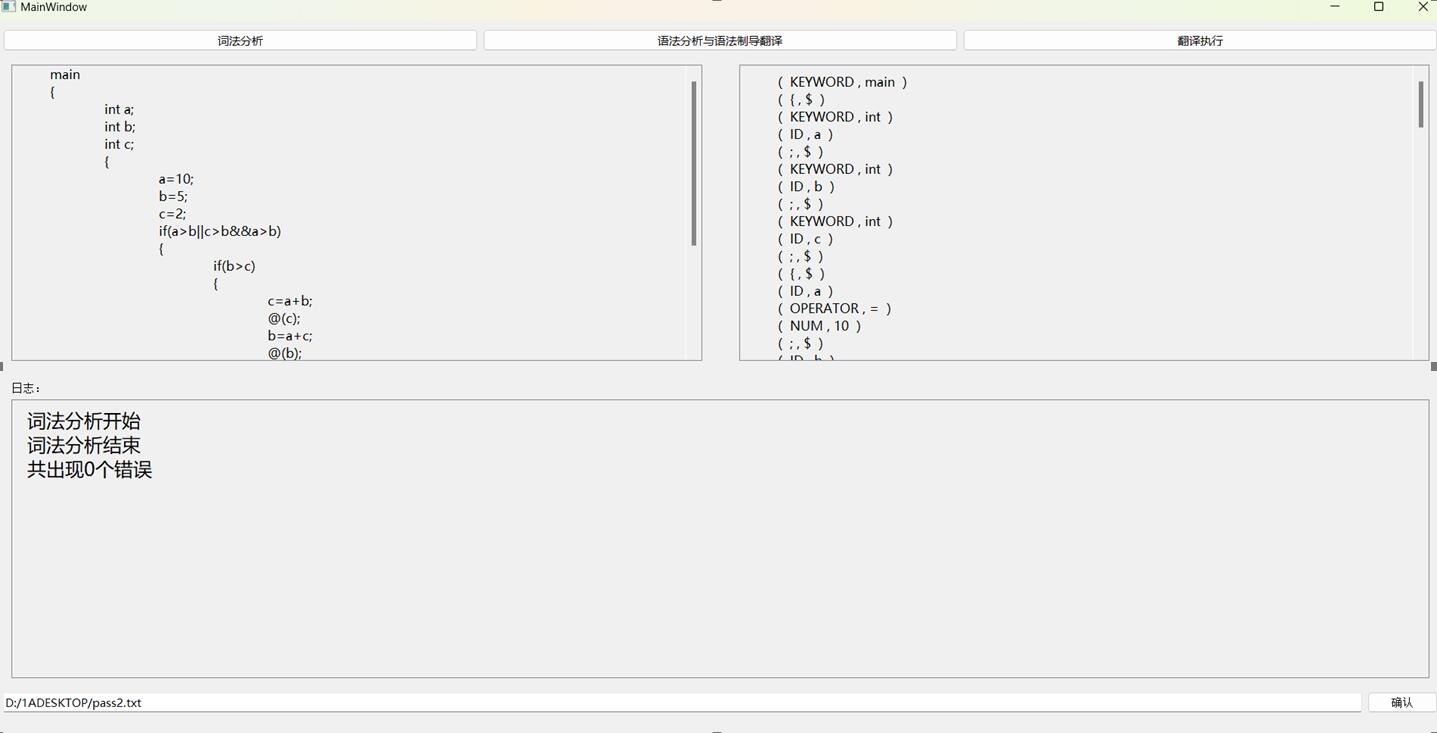 MainWindow
词法分析
语法分析与语法制导翻译
翻译执行
main
{
int a;
int b;
int c;
{
a=10;
b=5;
c=2;
if(a>b||c>b&&a>b)
{
if(b>c)
{
c=a+b;
@(c);
b=a+c;
@(b);
( KEYWORD , main )
( { , $ )
( KEYWORD , int )
( ID , a )
( ; , $ )
( KEYWORD , int )
( ID , b )
( ; , $ )
( KEYWORD , int )
( ID , c )
( ; , $ )
( { , $ )
( ID , a )
( OPERATOR , = )
( NUM , 10 )
( ; , $ )
( ID , b )
日志：
词法分析开始
词法分析结束
共出现0个错误
D:/1ADESKTOP/pass2.txt
确认